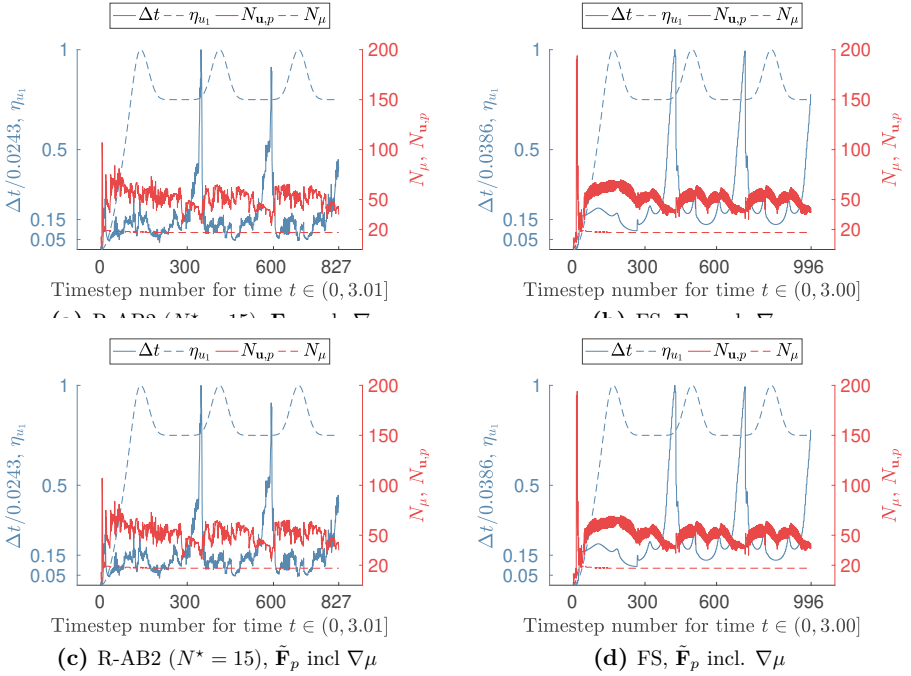 Δt η_{u_1} N_{u,p} N_μ
Δt η_{u_1} N_{u,p} N_μ
1
0.5
0.15
0.05
Δt/0.0243, η_{u_1}
200
150
100
50
20
N_μ, N_{u,p}
0 300 600 827
Timestep number for time t ∈ (0, 3.01]
1
0.5
0.15
0.05
Δt/0.0386, η_{u_1}
200
150
100
50
20
N_μ, N_{u,p}
0 300 600 996
Timestep number for time t ∈ (0, 3.00]
R-AB2 (N* = 15),
FS,
Δt η_{u_1} N_{u,p} N_μ
Δt η_{u_1} N_{u,p} N_μ
1
0.5
0.15
0.05
Δt/0.0243, η_{u_1}
200
150
100
50
20
N_μ, N_{u,p}
0 300 600 827
Timestep number for time t ∈ (0, 3.01]
(c) R-AB2 (N* = 15), F̃_p incl ∇μ
1
0.5
0.15
0.05
Δt/0.0386, η_{u_1}
200
150
100
50
20
N_μ, N_{u,p}
0 300 600 996
Timestep number for time t ∈ (0, 3.00]
(d) FS, F̃_p incl. ∇μ